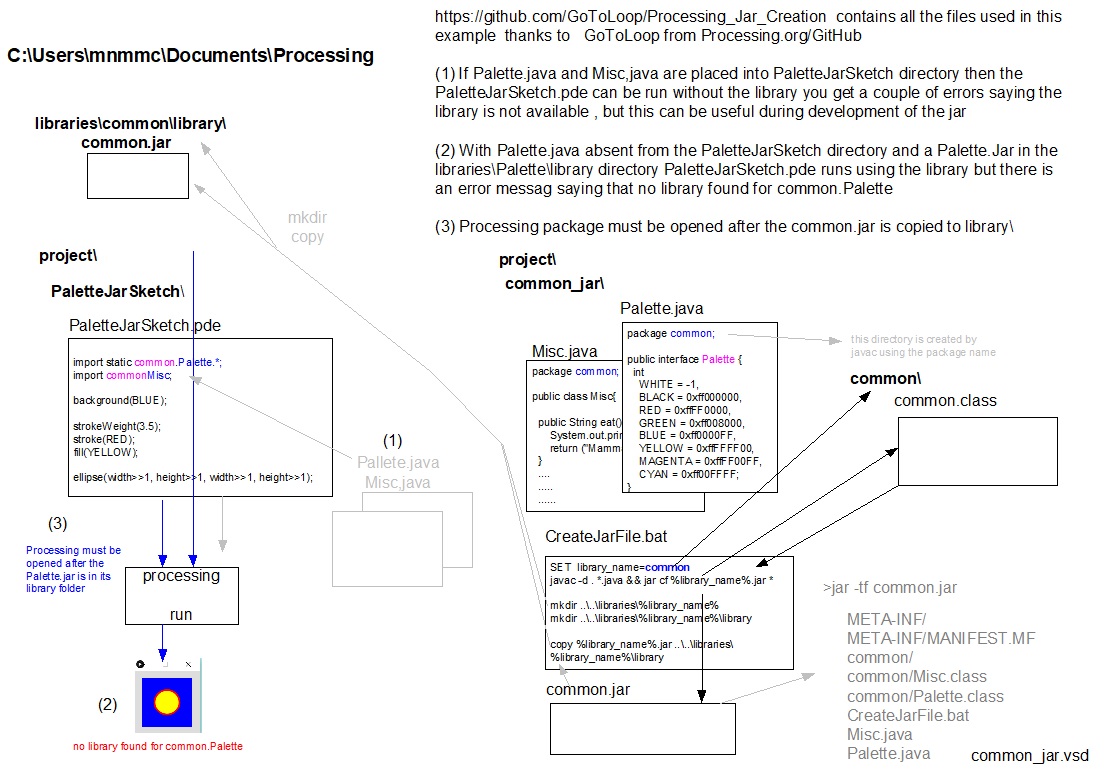 https://github.com/GoToLoop/Processing_Jar_Creation contains all the files used in this
example thanks to GoToLoop from Processing.org/GitHub
C:\Users\mnmmc\Documents\Processing
(1) If Palette.java and Misc,java are placed into PaletteJarSketch directory then the
PaletteJarSketch.pde can be run without the library you get a couple of errors saying the
library is not available , but this can be useful during development of the jar
(2) With Palette.java absent from the PaletteJarSketch directory and a Palette.Jar in the
libraries\Palette\library directory PaletteJarSketch.pde runs using the library but there is
an error messag saying that no library found for common.Palette
(3) Processing package must be opened after the common.jar is copied to library\
libraries\common\library\
common.jar
mkdir
copy
project\
PaletteJarSketch\
PaletteJarSketch.pde
import static common.Palette.*;
import commonMisc;
background(BLUE);
strokeWeight(3.5);
stroke(RED);
fill(YELLOW);
ellipse(width>>1, height>>1, width>>1, height>>1);
(1)
Pallete.java
Misc,java
(3)
Processing must be
opened after the
Palette.jar is in its
library folder
processing
run
(2)
no library found for common.Palette
project\
common_jar\
Palette.java
package common;
public interface Palette {
int
WHITE = -1,
BLACK = 0xff000000,
RED = 0xffFF0000,
GREEN = 0xff008000,
BLUE = 0xff0000FF,
YELLOW = 0xffFFFF00,
MAGENTA = 0xffFF00FF,
CYAN = 0xff00FFFF;
}
Misc.java
package common;
public class Misc{
public String eat()
System.out.prin
return ("Mamm
}
....
.....
......
this directory is created by
javac using the package name
common\
common.class
CreateJarFile.bat
SET library_name=common
javac -d . *.java && jar cf %library_name%.jar *
mkdir ..\..\libraries\%library_name%
mkdir ..\..\libraries\%library_name%\library
copy %library_name%.jar ..\..\libraries\
%library_name%\library
common.jar
>jar -tf common.jar
META-INF/
META-INF/MANIFEST.MF
common/
common/Misc.class
common/Palette.class
CreateJarFile.bat
Misc.java
Palette.java
common_jar.vsd